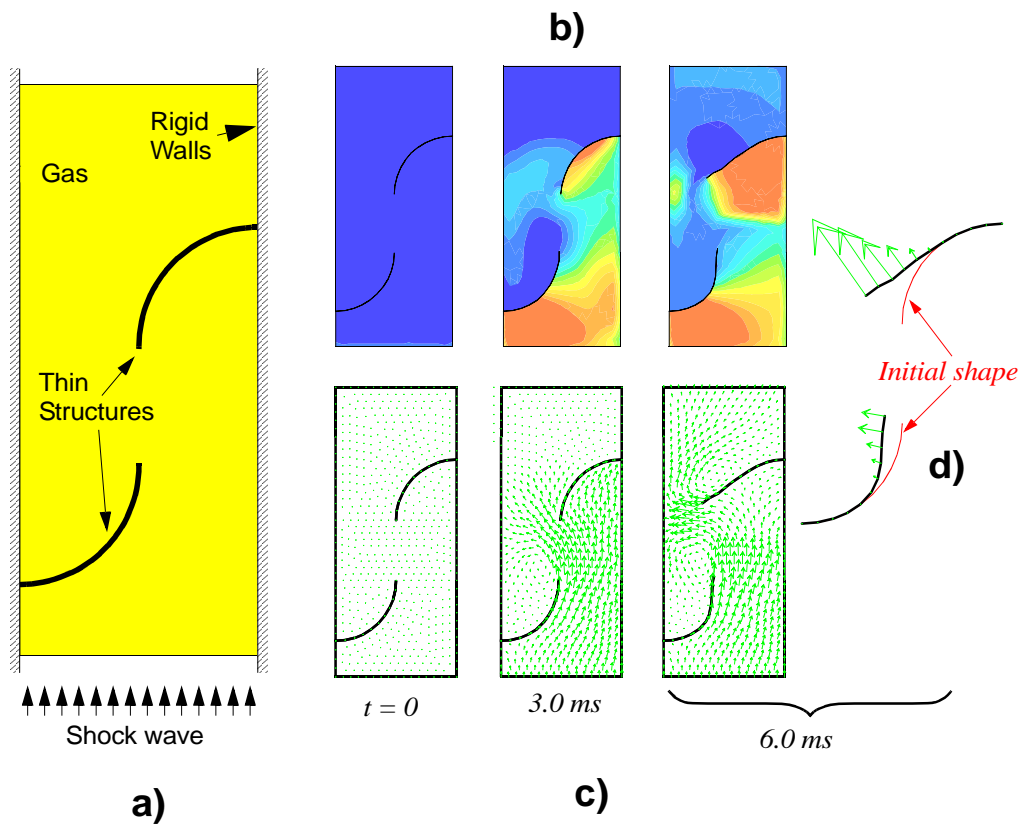 b)
Rigid
Walls
Gas
Thin
Structures
Initial shape
d)
t = 0
3.0 ms
6.0 ms
Shock wave
a)
c)